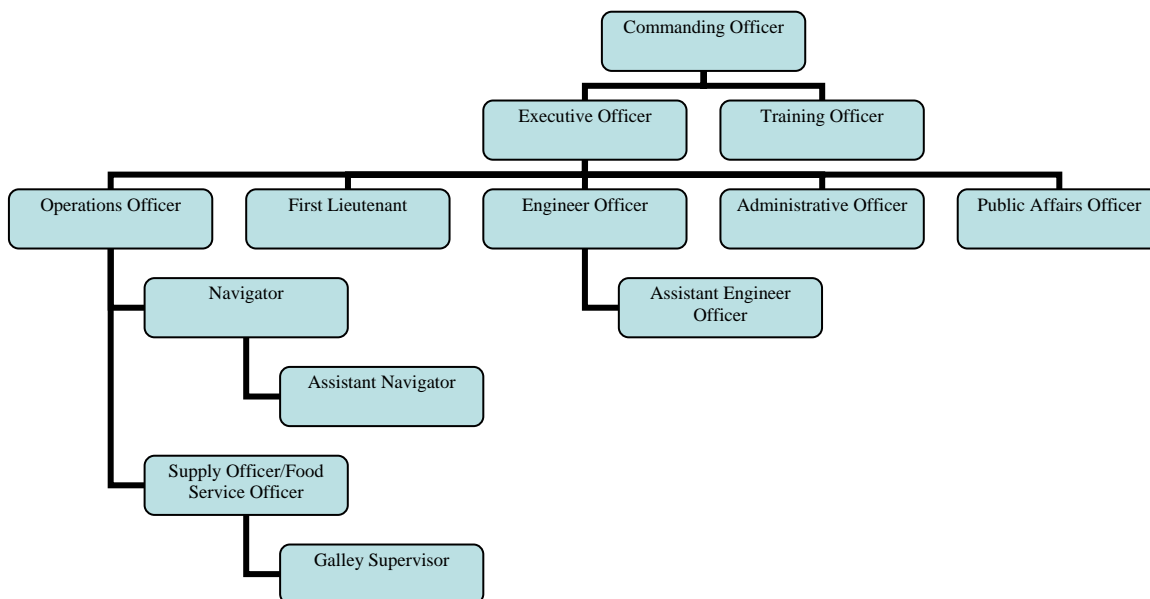 Commanding Officer
Executive Officer
Training Officer
Operations Officer
First Lieutenant
Engineer Officer
Administrative Officer
Public Affairs Officer
Navigator
Assistant Engineer
Officer
Assistant Navigator
Supply Officer/Food
Service Officer
Galley Supervisor